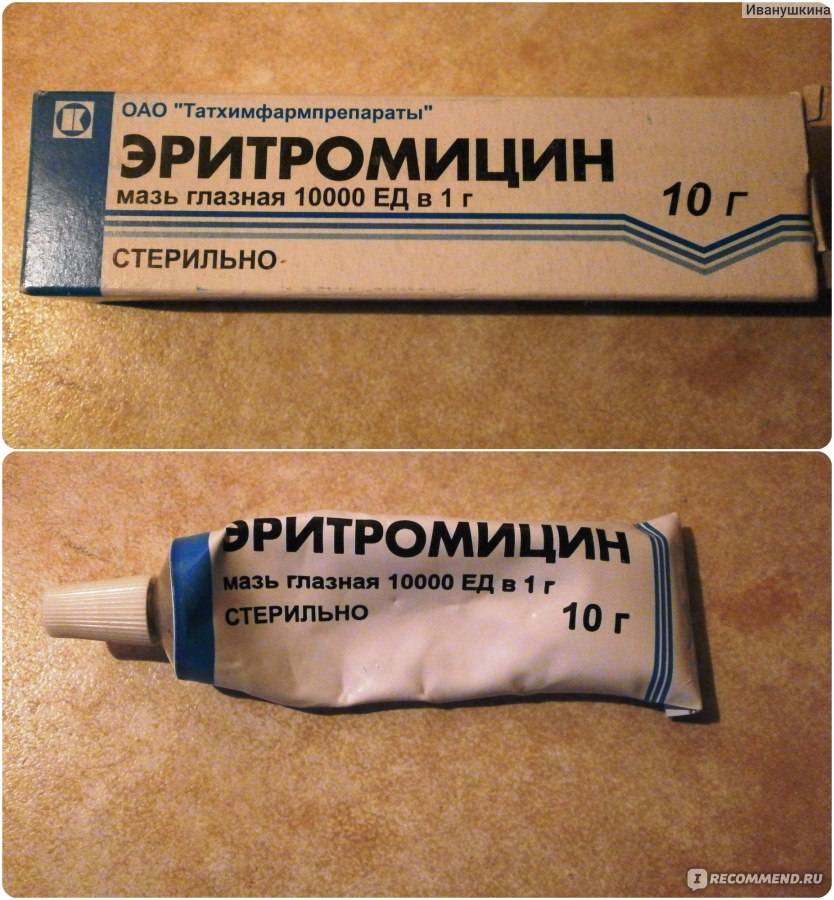 Иванушкина
ОАО "Татхимфармпрепараты"
ЭРИТРОМИЦИН
мазь глазная 10000 ЕД в 1 г
10 г
СТЕРИЛЬНО
ЭРИТРОМИЦИН
мазь глазная 10000 ЕД в 1 г
СТЕРИЛЬНО
10 г
I RECOMMEND.RU